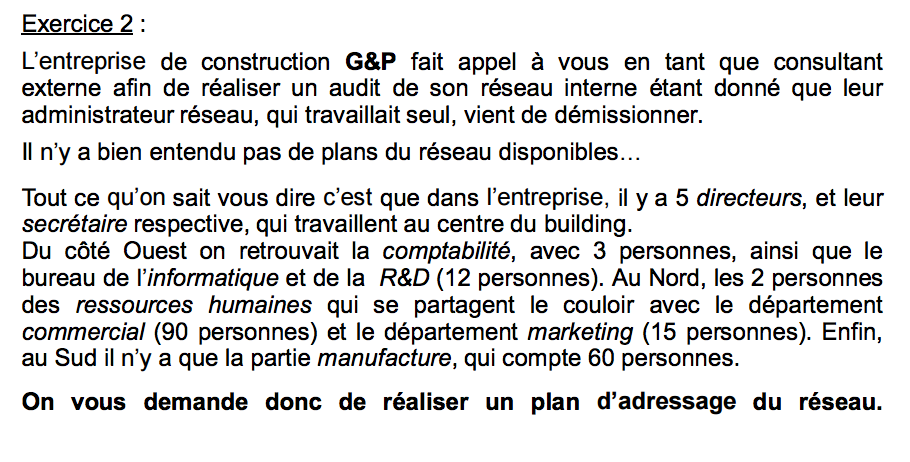 Exercice 2 :
L’entreprise de construction G&P fait appel à vous en tant que consultant
externe afin de réaliser un audit de son réseau interne étant donné que leur
administrateur réseau, qui travaillait seul, vient de démissionner.
Il n’y a bien entendu pas de plans du réseau disponibles…
Tout ce qu’on sait vous dire c’est que dans l’entreprise, il y a 5 directeurs, et leur
secrétaire respective, qui travaillent au centre du building.
Du côté Ouest on retrouvait la comptabilité, avec 3 personnes, ainsi que le
bureau de l’informatique et de la R&D (12 personnes). Au Nord, les 2 personnes
des ressources humaines qui se partagent le couloir avec le département
commercial (90 personnes) et le département marketing (15 personnes). Enfin,
au Sud il n’y a que la partie manufacture, qui compte 60 personnes.
On vous demande donc de réaliser un plan d’adressage du réseau.